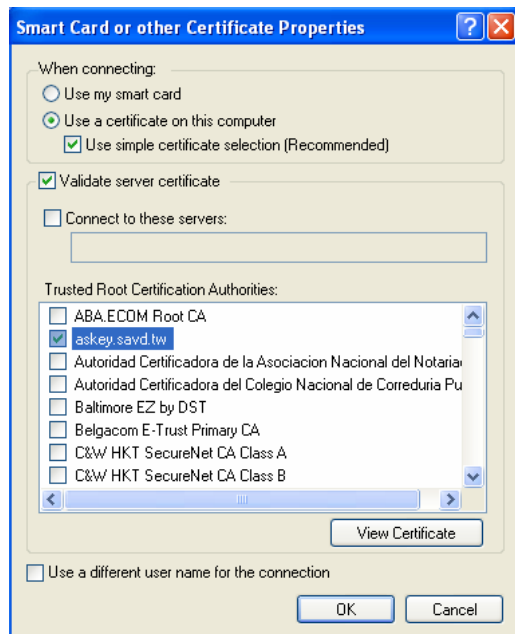 Smart Card or other Certificate Properties
When connecting:
Use my smart card
Use a certificate on this computer
Use simple certificate selection (Recommended)
Validate server certificate
Connect to these servers:
Trusted Root Certification Authorities:
ABA.ECOM Root CA
askey.savd.tw
Autoridad Certificadora de la Asociacion Nacional del Notaria
Autoridad Certificadora del Colegio Nacional de Correduria Pu
Baltimore EZ by DST
Belgacom E-Trust Primary CA
C&W HKT SecureNet CA Class A
C&W HKT SecureNet CA Class B
View Certificate
Use a different user name for the connection
OK Cancel